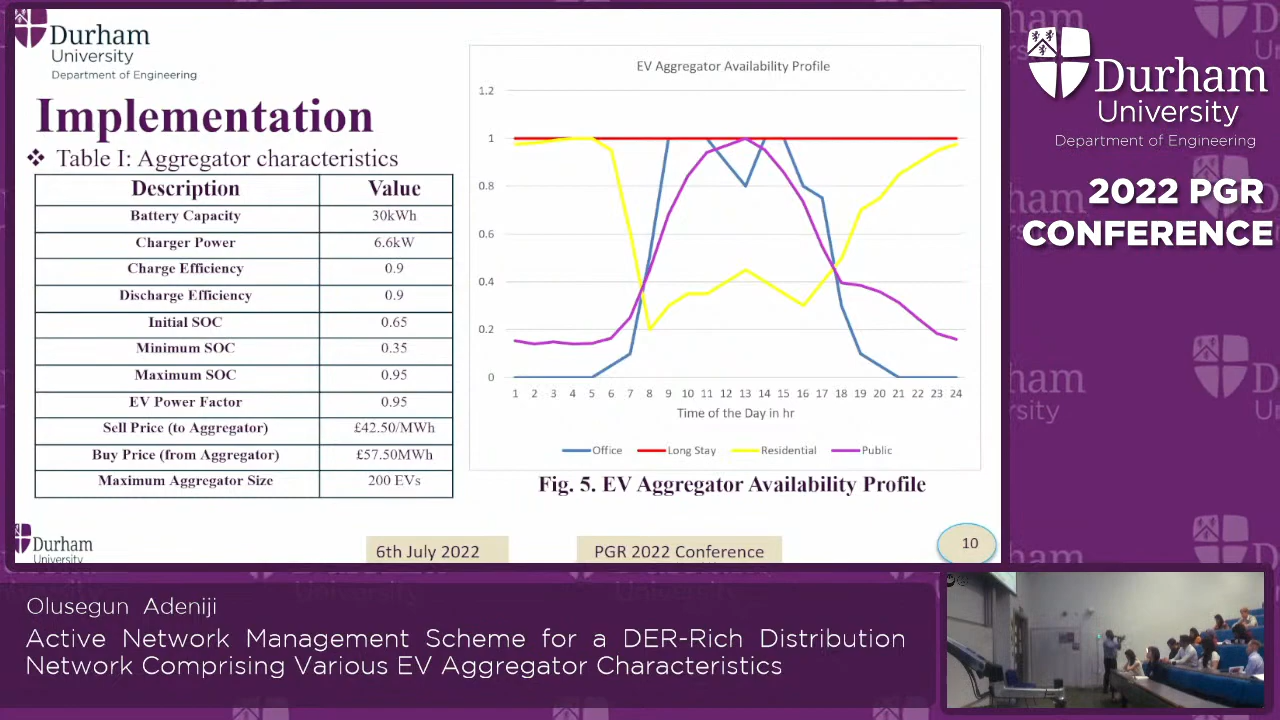 Durham
University
Department of Engineering
Implementation
❖ Table I: Aggregator characteristics
Description Value
Battery Capacity 30kWh
Charger Power 6.6kW
Charge Efficiency 0.9
Discharge Efficiency 0.9
Initial SOC 0.65
Minimum SOC 0.35
Maximum SOC 0.95
EV Power Factor 0.95
Sell Price (to Aggregator) £42.50/MWh
Buy Price (from Aggregator) £57.50MWh
Maximum Aggregator Size 200 EVs
EV Aggregator Availability Profile
1.2
1
0.8
0.6
0.4
0.2
0
1 2 3 4 5 6 7 8 9 10 11 12 13 14 15 16 17 18 19 20 21 22 23 24
Time of the Day in hr
Office Long Stay Residential Public
Fig. 5. EV Aggregator Availability Profile
Durham
University
6th July 2022
PGR 2022 Conference
10
Durham
University
Department of Engineering
2022 PGR
CONFERENCE
Olusegun Adeniji
Active Network Management Scheme for a DER-Rich Distribution
Network Comprising Various EV Aggregator Characteristics